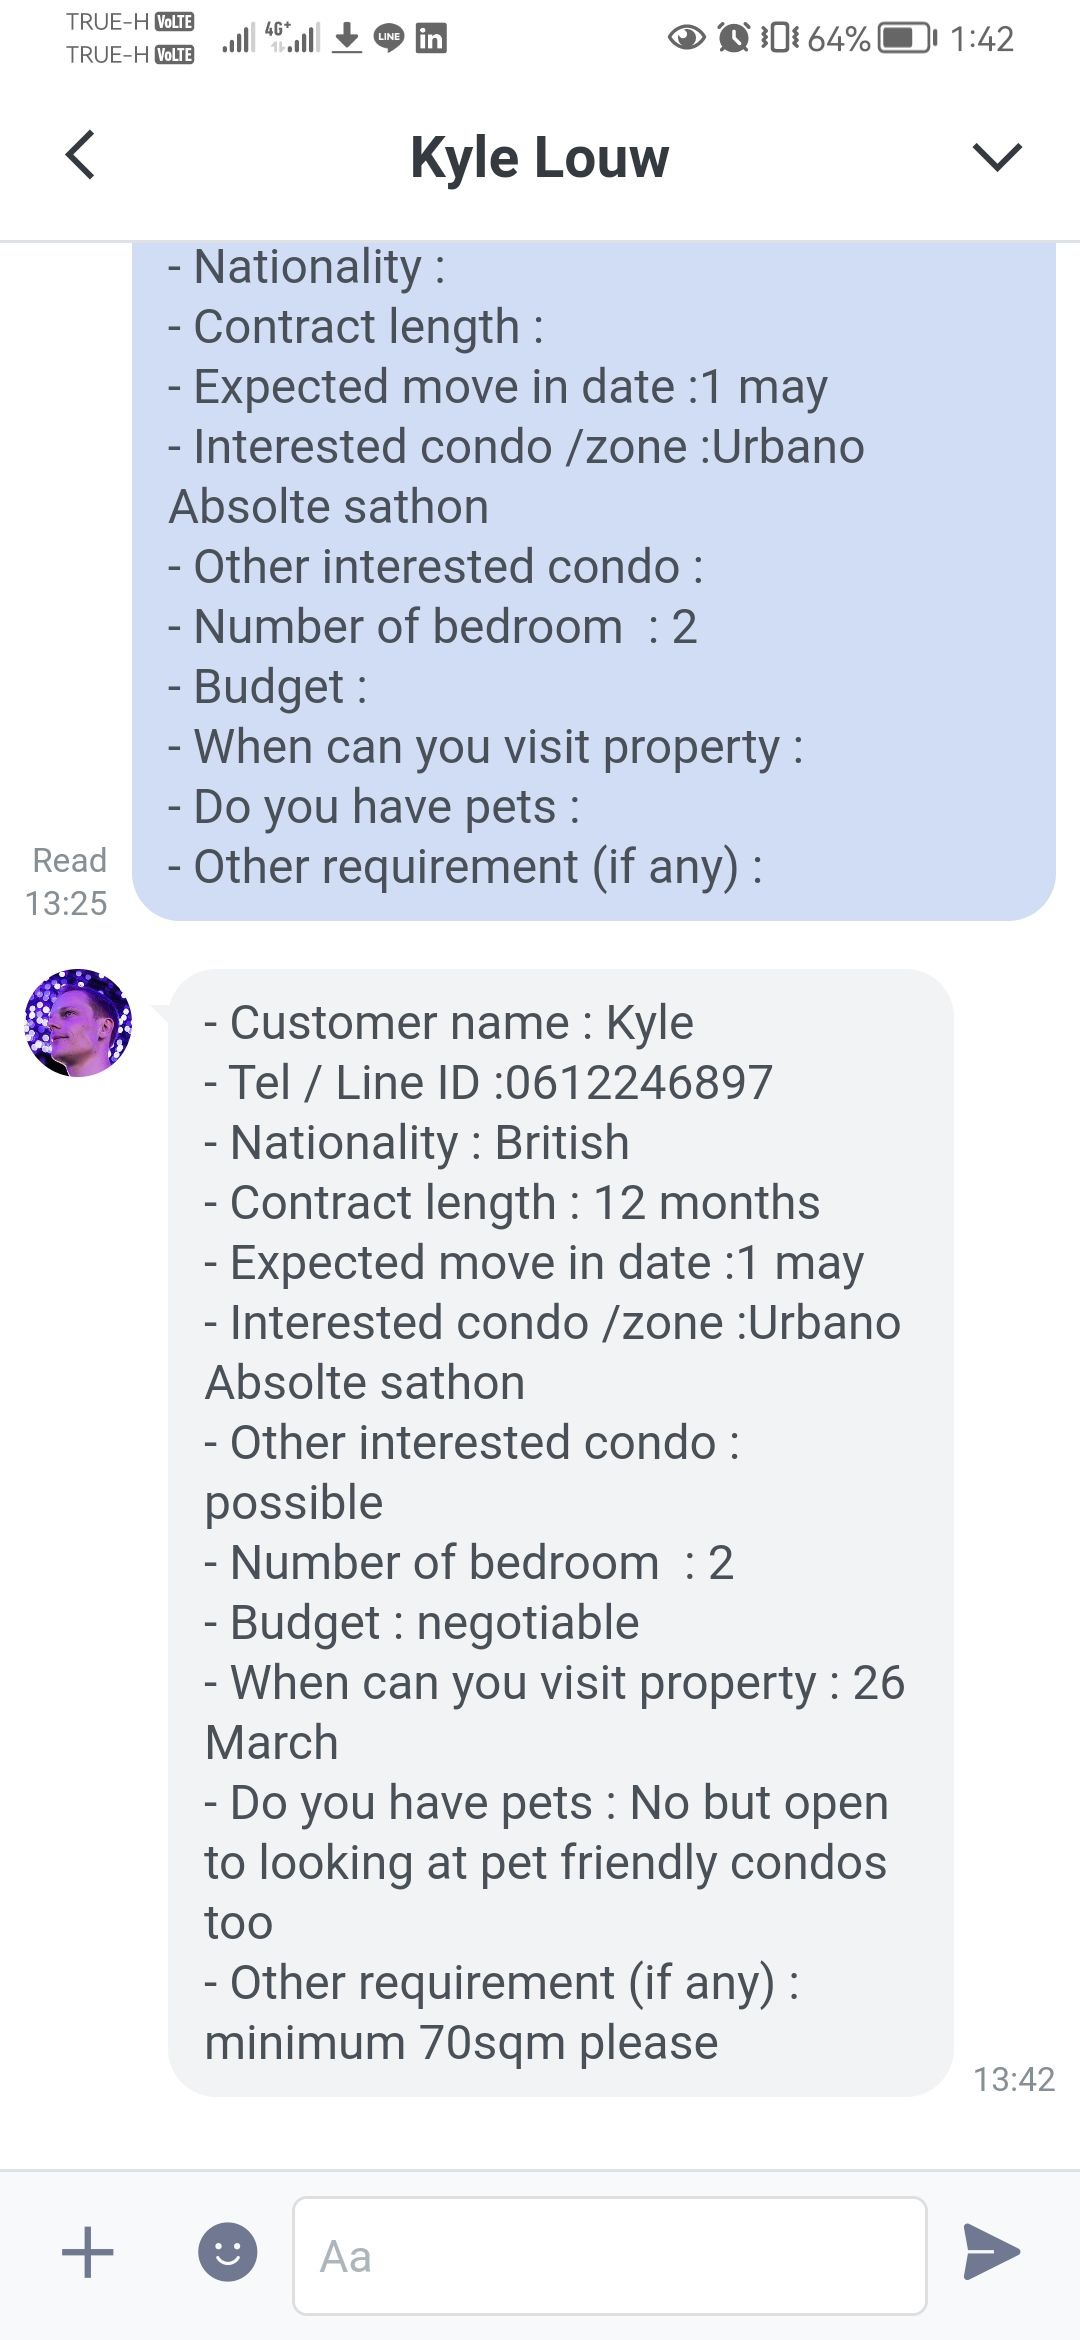 TRUE-H VoLTE
TRUE-H VoLTE
4G+
LINE
in
64%
1:42
Kyle Louw
- Nationality :
- Contract length :
- Expected move in date :1 may
- Interested condo /zone :Urbano
Absolte sathon
- Other interested condo :
- Number of bedroom  : 2
- Budget :
- When can you visit property :
- Do you have pets :
- Other requirement (if any) :
Read
13:25
- Customer name : Kyle
- Tel / Line ID :0612246897
- Nationality : British
- Contract length : 12 months
- Expected move in date :1 may
- Interested condo /zone :Urbano
Absolte sathon
- Other interested condo :
possible
- Number of bedroom  : 2
- Budget : negotiable
- When can you visit property : 26
March
- Do you have pets : No but open
to looking at pet friendly condos
too
- Other requirement (if any) :
minimum 70sqm please
13:42
Aa